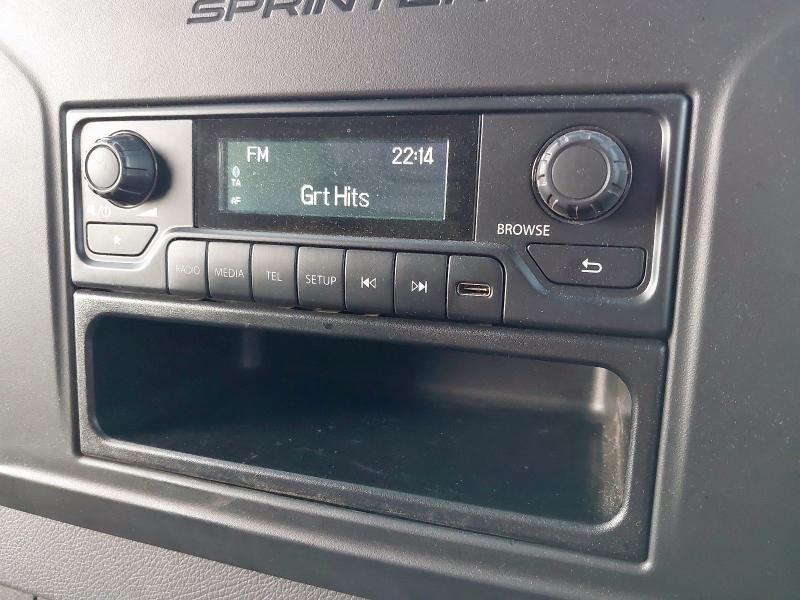 SPRINTER
FM 22:14
TA
AF
Grt Hits
BROWSE
RADIO MEDIA TEL SETUP